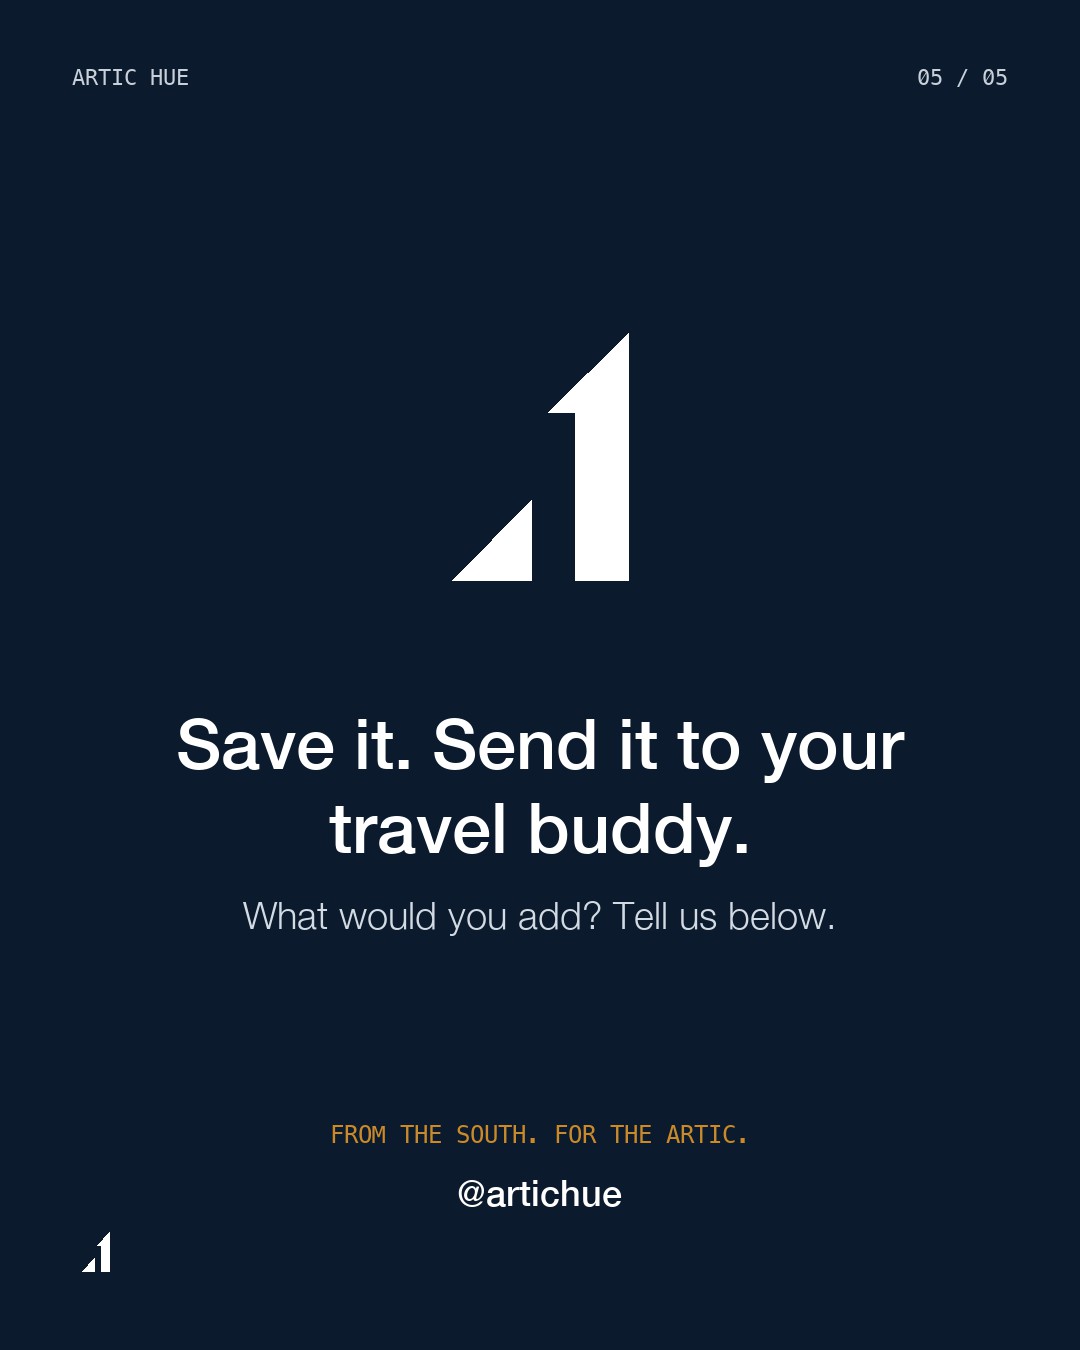 ARTIC HUE
05 / 05
Save it. Send it to your
travel buddy.
What would you add? Tell us below.
FROM THE SOUTH. FOR THE ARTIC.
@artichue